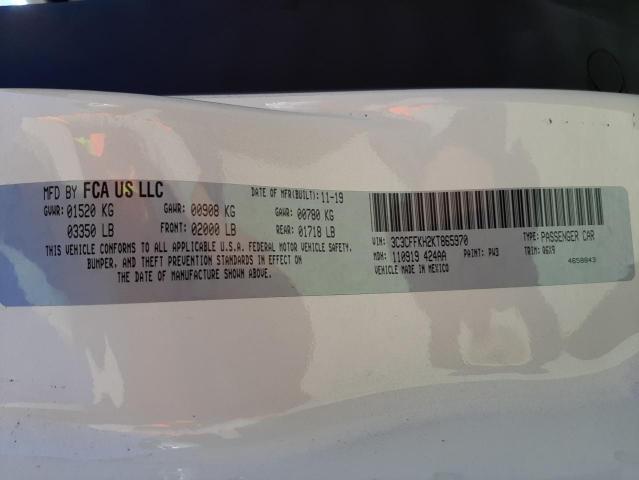 MFD BY FCA US LLC DATE OF MFR(BUILT): 11-19
GVWR: 01520 KG GAWR: 00908 KG GAWR: 00780 KG
03350 LB FRONT: 02000 LB REAR: 01718 LB
THIS VEHICLE CONFORMS TO ALL APPLICABLE U.S.A. FEDERAL MOTOR VEHICLE SAFETY,
BUMPER, AND THEFT PREVENTION STANDARDS IN EFFECT ON
THE DATE OF MANUFACTURE SHOWN ABOVE.
VIN: 3C3CFFKH2KT865970 TYPE: PASSENGER CAR
MDH: 110919 424AA PAINT: PW3 TRIM: Q6X9
VEHICLE MADE IN MEXICO 4658843